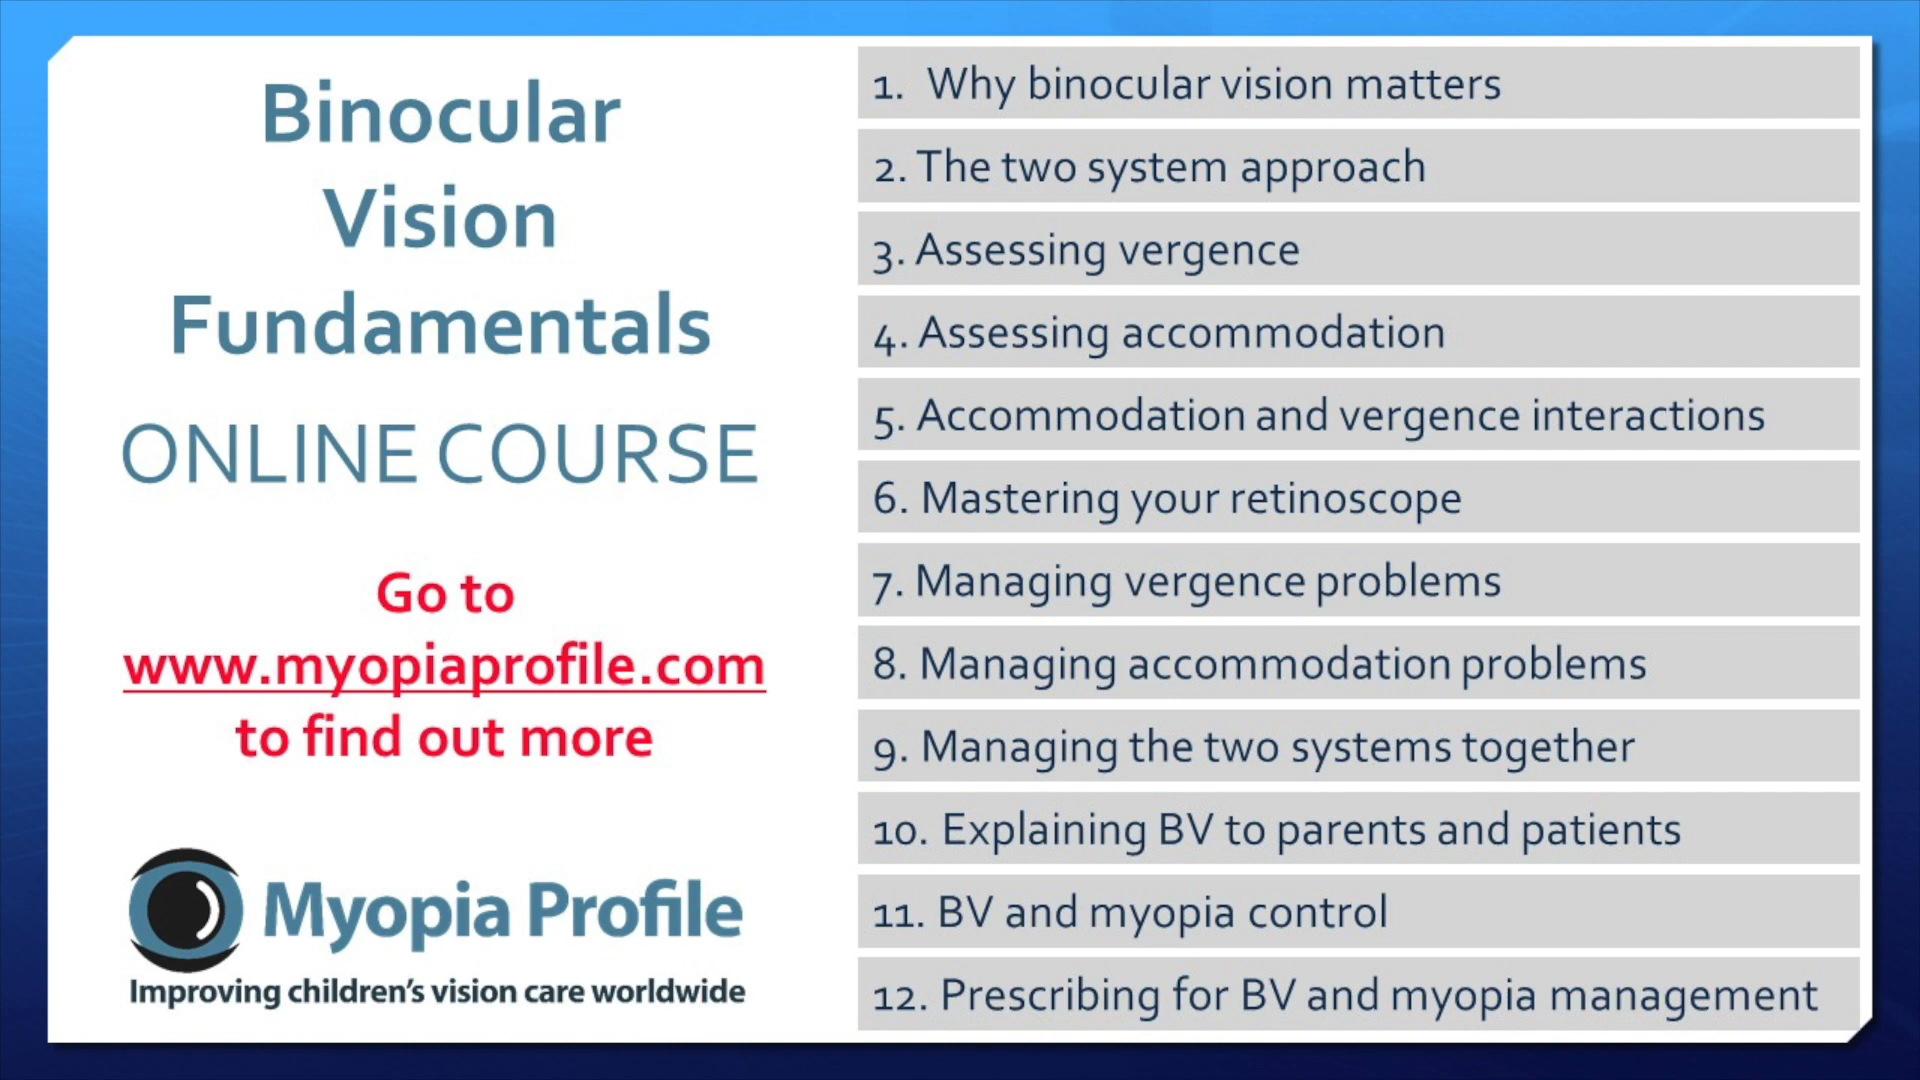 Binocular
Vision
Fundamentals
ONLINE COURSE
Go to
www.myopiaprofile.com
to find out more
Myopia Profile
Improving children's vision care worldwide
1. Why binocular vision matters
2. The two system approach
3. Assessing vergence
4. Assessing accommodation
5. Accommodation and vergence interactions
6. Mastering your retinoscope
7. Managing vergence problems
8. Managing accommodation problems
9. Managing the two systems together
10. Explaining BV to parents and patients
11. BV and myopia control
12. Prescribing for BV and myopia management